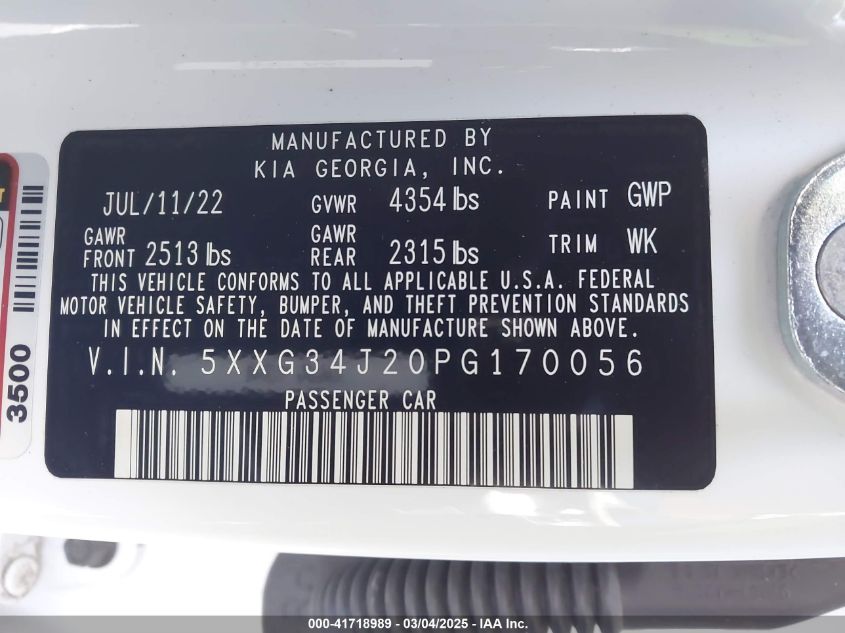 MANUFACTURED BY
KIA GEORGIA, INC.
JUL/11/22 GVWR 4354 lbs PAINT GWP
GAWR FRONT 2513 lbs GAWR REAR 2315 lbs TRIM WK
THIS VEHICLE CONFORMS TO ALL APPLICABLE U.S.A. FEDERAL
MOTOR VEHICLE SAFETY, BUMPER, AND THEFT PREVENTION STANDARDS
IN EFFECT ON THE DATE OF MANUFACTURE SHOWN ABOVE.
V.I.N. 5XXG34J20PG170056
PASSENGER CAR
3500
000-41718989 - 03/04/2025 - IAA Inc.